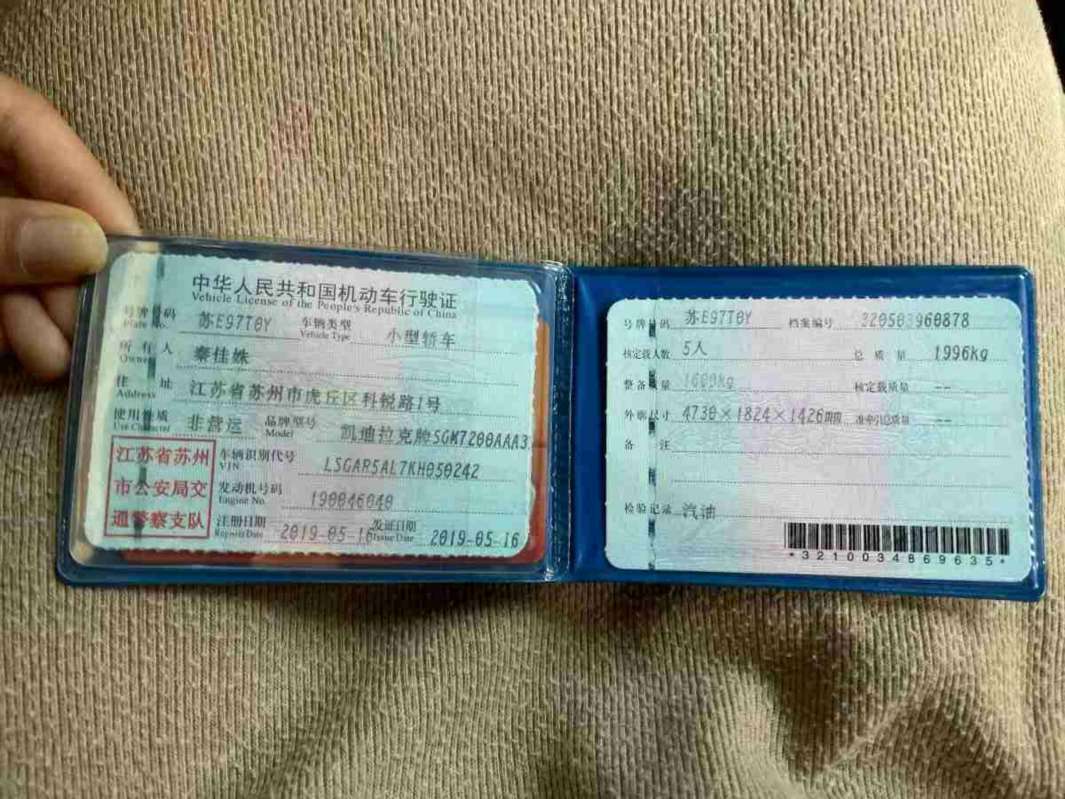 中华人民共和国机动车行驶证
Vehicle License of the People's Republic of China
号牌号码 Plate No. 苏E97T0Y 车辆类型 Vehicle Type 小型轿车
所有人 Owner 秦佳姝
住址 Address 江苏省苏州市虎丘区科锐路1号
使用性质 Use Character 非营运 品牌型号 Model 凯迪拉克牌SGM7200AAA3
江苏省苏州
市公安局交
通警察支队
车辆识别代号 VIN LSGAR5AL7KH050242
发动机号码 Engine No. 190846040
注册日期 Register Date 2019-05-16 发证日期 Issue Date 2019-05-16
号牌号码 苏E97T0Y 档案编号 320503960878
核定载人数 5人 总质量 1996kg
整备质量 1600kg 核定载质量 --
外廓尺寸 4730×1824×1426mm 准牵引总质量 --
备注
检验记录 汽油
*3210034869635*